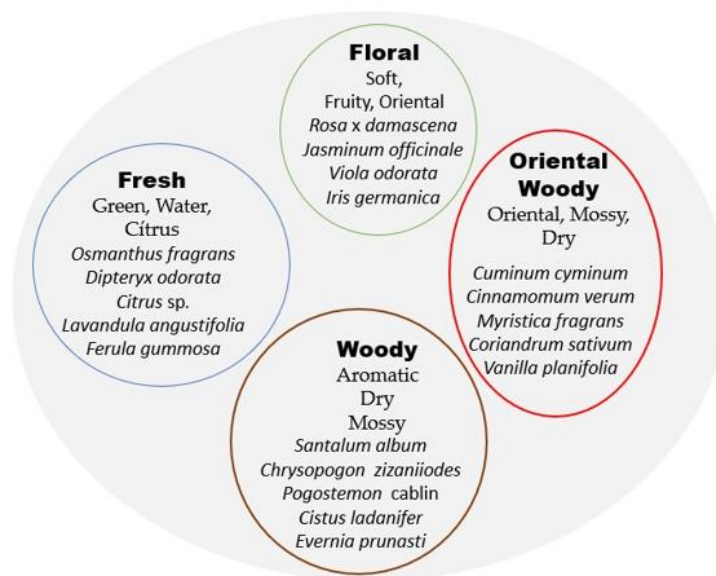 Floral
Soft,
Fruity, Oriental
Rosa x damascena
Jasminum officinale
Viola odorata
Iris germanica
Fresh
Green, Water,
Cítrus
Osmanthus fragrans
Dipteryx odorata
Citrus sp.
Lavandula angustifolia
Ferula gummosa
Oriental
Woody
Oriental, Mossy,
Dry
Cuminum cyminum
Cinnamomum verum
Myristica fragrans
Coriandrum sativum
Vanilla planifolia
Woody
Aromatic
Dry
Mossy
Santalum album
Chrysopogon zizaniiodes
Pogostemon cablin
Cistus ladanifer
Evernia prunasti